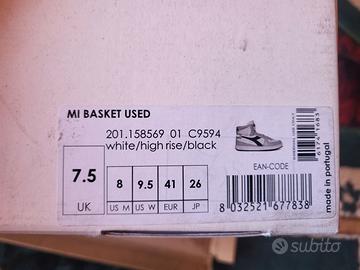 MI BASKET USED
201.158569 01 C9594
white/high rise/black
7.5
UK
8
US M
9.5
US W
41
EUR
26
JP
EAN-CODE
8 032521 677838
made in portugal
subito